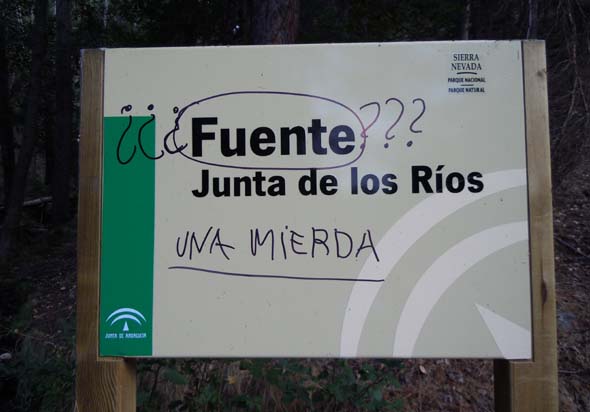 SIERRA
NEVADA
PARQUE NACIONAL
PARQUE NATURAL
¿¿¿Fuente???
Junta de los Ríos
UNA MIERDA
JUNTA DE ANDALUCIA